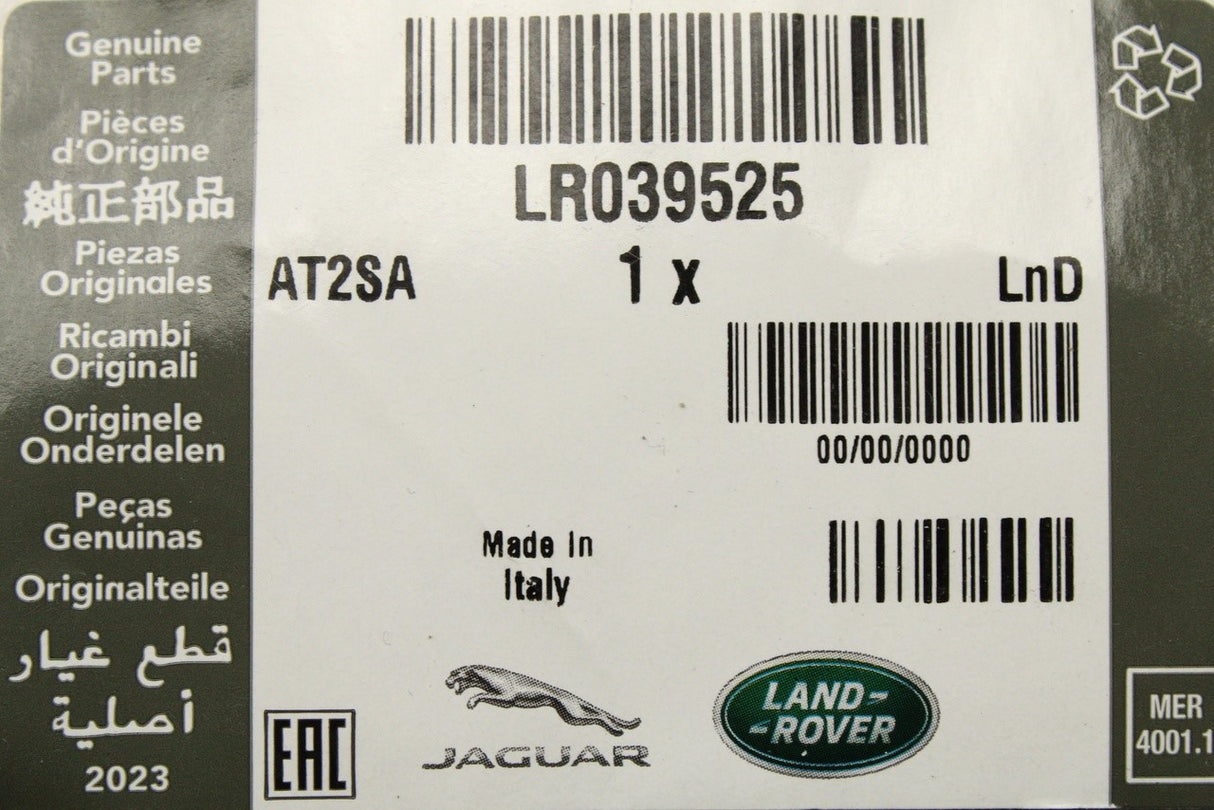 Genuine
Parts
Pièces
d'Origine
純正部品
Piezas
Originales
Ricambi
Originali
Originele
Onderdelen
Peças
Genuinas
Originalteile
قطع غيار
أصلية
2023
LR039525
AT2SA 1 x LnD
00/00/0000
Made In
Italy
EAC
JAGUAR
LAND-
-ROVER
MER
4001.1